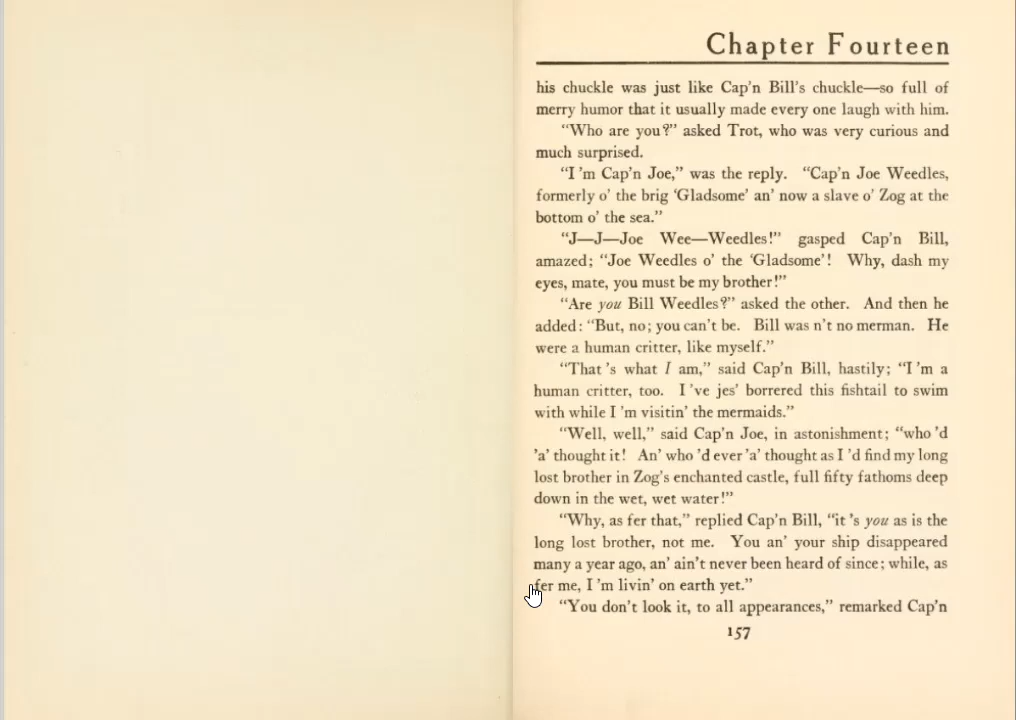 Chapter Fourteen
his chuckle was just like Cap'n Bill's chuckle—so full of
merry humor that it usually made every one laugh with him.
"Who are you?" asked Trot, who was very curious and
much surprised.
"I 'm Cap'n Joe," was the reply. "Cap'n Joe Weedles,
formerly o' the brig 'Gladsome' an' now a slave o' Zog at the
bottom o' the sea."
"J—J—Joe Wee—Weedles!" gasped Cap'n Bill,
amazed; "Joe Weedles o' the 'Gladsome'! Why, dash my
eyes, mate, you must be my brother!"
"Are you Bill Weedles?" asked the other. And then he
added: "But, no; you can't be. Bill was n't no merman. He
were a human critter, like myself."
"That 's what I am," said Cap'n Bill, hastily; "I 'm a
human critter, too. I 've jes' borrered this fishtail to swim
with while I 'm visitin' the mermaids."
"Well, well," said Cap'n Joe, in astonishment; "who 'd
'a' thought it! An' who 'd ever 'a' thought as I 'd find my long
lost brother in Zog's enchanted castle, full fifty fathoms deep
down in the wet, wet water!"
"Why, as fer that," replied Cap'n Bill, "it 's you as is the
long lost brother, not me. You an' your ship disappeared
many a year ago, an' ain't never been heard of since; while, as
fer me, I 'm livin' on earth yet."
"You don't look it, to all appearances," remarked Cap'n
157